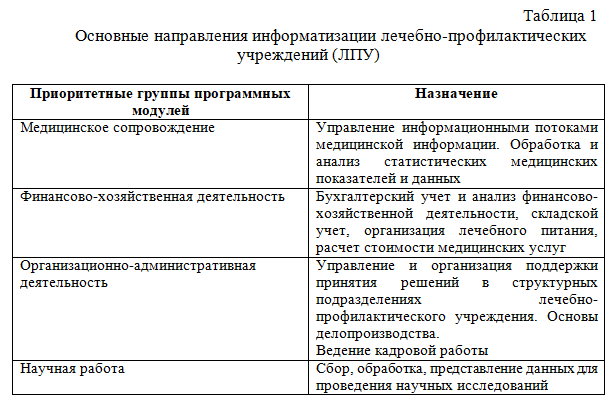 Таблица 1
Основные направления информатизации лечебно-профилактических
учреждений (ЛПУ)
Приоритетные группы программных
модулей
Назначение
Медицинское сопровождение
Управление информационными потоками
медицинской информации. Обработка и
анализ статистических медицинских
показателей и данных
Финансово-хозяйственная деятельность
Бухгалтерский учет и анализ финансово-
хозяйственной деятельности, складской
учет, организация лечебного питания,
расчет стоимости медицинских услуг
Организационно-административная
деятельность
Управление и организация поддержки
принятия решений в структурных
подразделениях лечебно-
профилактического учреждения. Основы
делопроизводства.
Ведение кадровой работы
Научная работа
Сбор, обработка, представление данных для
проведения научных исследований